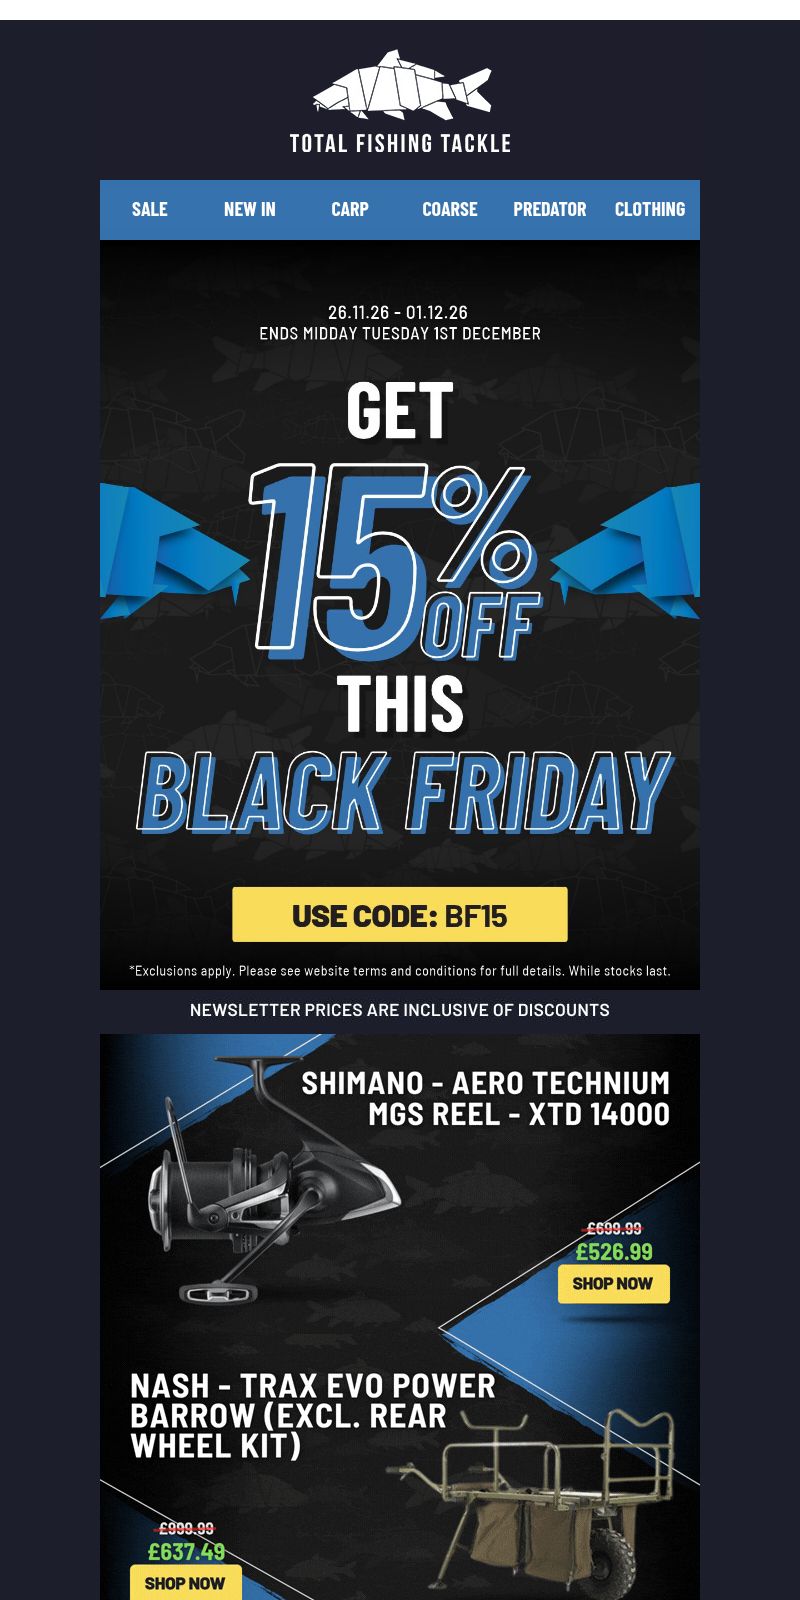 TOTAL FISHING TACKLE
SALE NEW IN CARP COARSE PREDATOR CLOTHING
26.11.26 - 01.12.26
ENDS MIDDAY TUESDAY 1ST DECEMBER
GET
15%
OFF
THIS
BLACK FRIDAY
USE CODE: BF15
*Exclusions apply. Please see website terms and conditions for full details. While stocks last.
NEWSLETTER PRICES ARE INCLUSIVE OF DISCOUNTS
SHIMANO - AERO TECHNIUM
MGS REEL - XTD 14000
£699.99
£526.99
SHOP NOW
NASH - TRAX EVO POWER
BARROW (EXCL. REAR
WHEEL KIT)
£999.99
£637.49
SHOP NOW